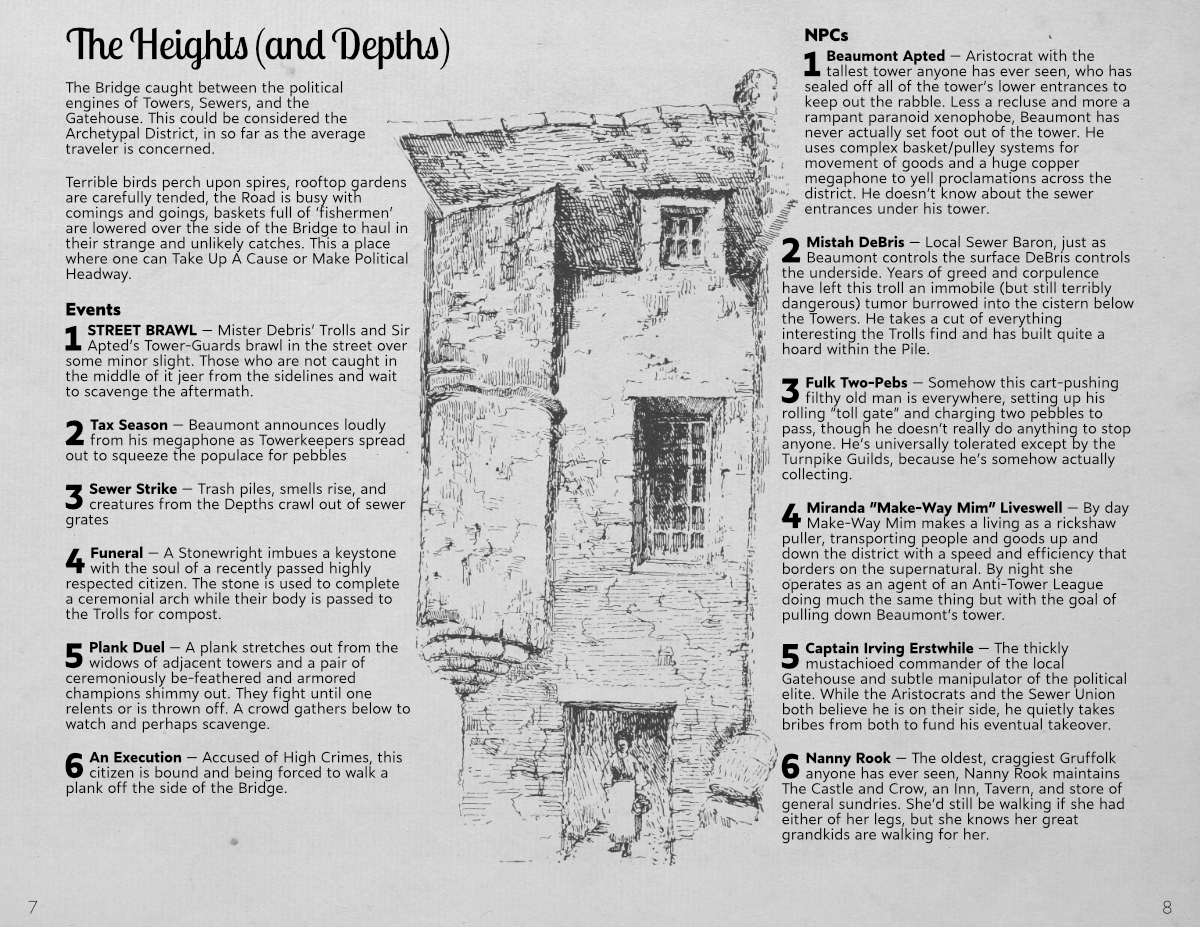 The Heights (and Depths)
The Bridge caught between the political
engines of Towers, Sewers, and the
Gatehouse. This could be considered the
Archetypal District, in so far as the average
traveler is concerned.
Terrible birds perch upon spires, rooftop gardens
are carefully tended, the Road is busy with
comings and goings, baskets full of 'fishermen'
are lowered over the side of the Bridge to haul in
their strange and unlikely catches. This a place
where one can Take Up A Cause or Make Political
Headway.
Events
1 STREET BRAWL – Mister Debris' Trolls and Sir
Apted's Tower-Guards brawl in the street over
some minor slight. Those who are not caught in
the middle of it jeer from the sidelines and wait
to scavenge the aftermath.
2 Tax Season – Beaumont announces loudly
from his megaphone as Towerkeepers spread
out to squeeze the populace for pebbles
3 Sewer Strike – Trash piles, smells rise, and
creatures from the Depths crawl out of sewer
grates
4 Funeral – A Stonewright imbues a keystone
with the soul of a recently passed highly
respected citizen. The stone is used to complete
a ceremonial arch while their body is passed to
the Trolls for compost.
5 Plank Duel – A plank stretches out from the
widows of adjacent towers and a pair of
ceremoniously be-feathered and armored
champions shimmy out. They fight until one
relents or is thrown off. A crowd gathers below to
watch and perhaps scavenge.
6 An Execution – Accused of High Crimes, this
citizen is bound and being forced to walk a
plank off the side of the Bridge.
7
NPCs
1 Beaumont Apted – Aristocrat with the
tallest tower anyone has ever seen, who has
sealed off all of the tower's lower entrances to
keep out the rabble. Less a recluse and more a
rampant paranoid xenophobe, Beaumont has
never actually set foot out of the tower. He
uses complex basket/pulley systems for
movement of goods and a huge copper
megaphone to yell proclamations across the
district. He doesn't know about the sewer
entrances under his tower.
2 Mistah DeBris – Local Sewer Baron, just as
Beaumont controls the surface DeBris controls
the underside. Years of greed and corpulence
have left this troll an immobile (but still terribly
dangerous) tumor burrowed into the cistern below
the Towers. He takes a cut of everything
interesting the Trolls find and has built quite a
hoard within the Pile.
3 Fulk Two-Pebs – Somehow this cart-pushing
filthy old man is everywhere, setting up his
rolling "toll gate" and charging two pebbles to
pass, though he doesn't really do anything to stop
anyone. He's universally tolerated except by the
Turnpike Guilds, because he's somehow actually
collecting.
4 Miranda "Make-Way Mim" Liveswell – By day
Make-Way Mim makes a living as a rickshaw
puller, transporting people and goods up and
down the district with a speed and efficiency that
borders on the supernatural. By night she
operates as an agent of an Anti-Tower League
doing much the same thing but with the goal of
pulling down Beaumont's tower.
5 Captain Irving Erstwhile – The thickly
mustachioed commander of the local
Gatehouse and subtle manipulator of the political
elite. While the Aristocrats and the Sewer Union
both believe he is on their side, he quietly takes
bribes from both to fund his eventual takeover.
6 Nanny Rook – The oldest, craggiest Gruffolk
anyone has ever seen, Nanny Rook maintains
The Castle and Crow, an Inn, Tavern, and store of
general sundries. She'd still be walking if she had
either of her legs, but she knows her great
grandkids are walking for her.
8